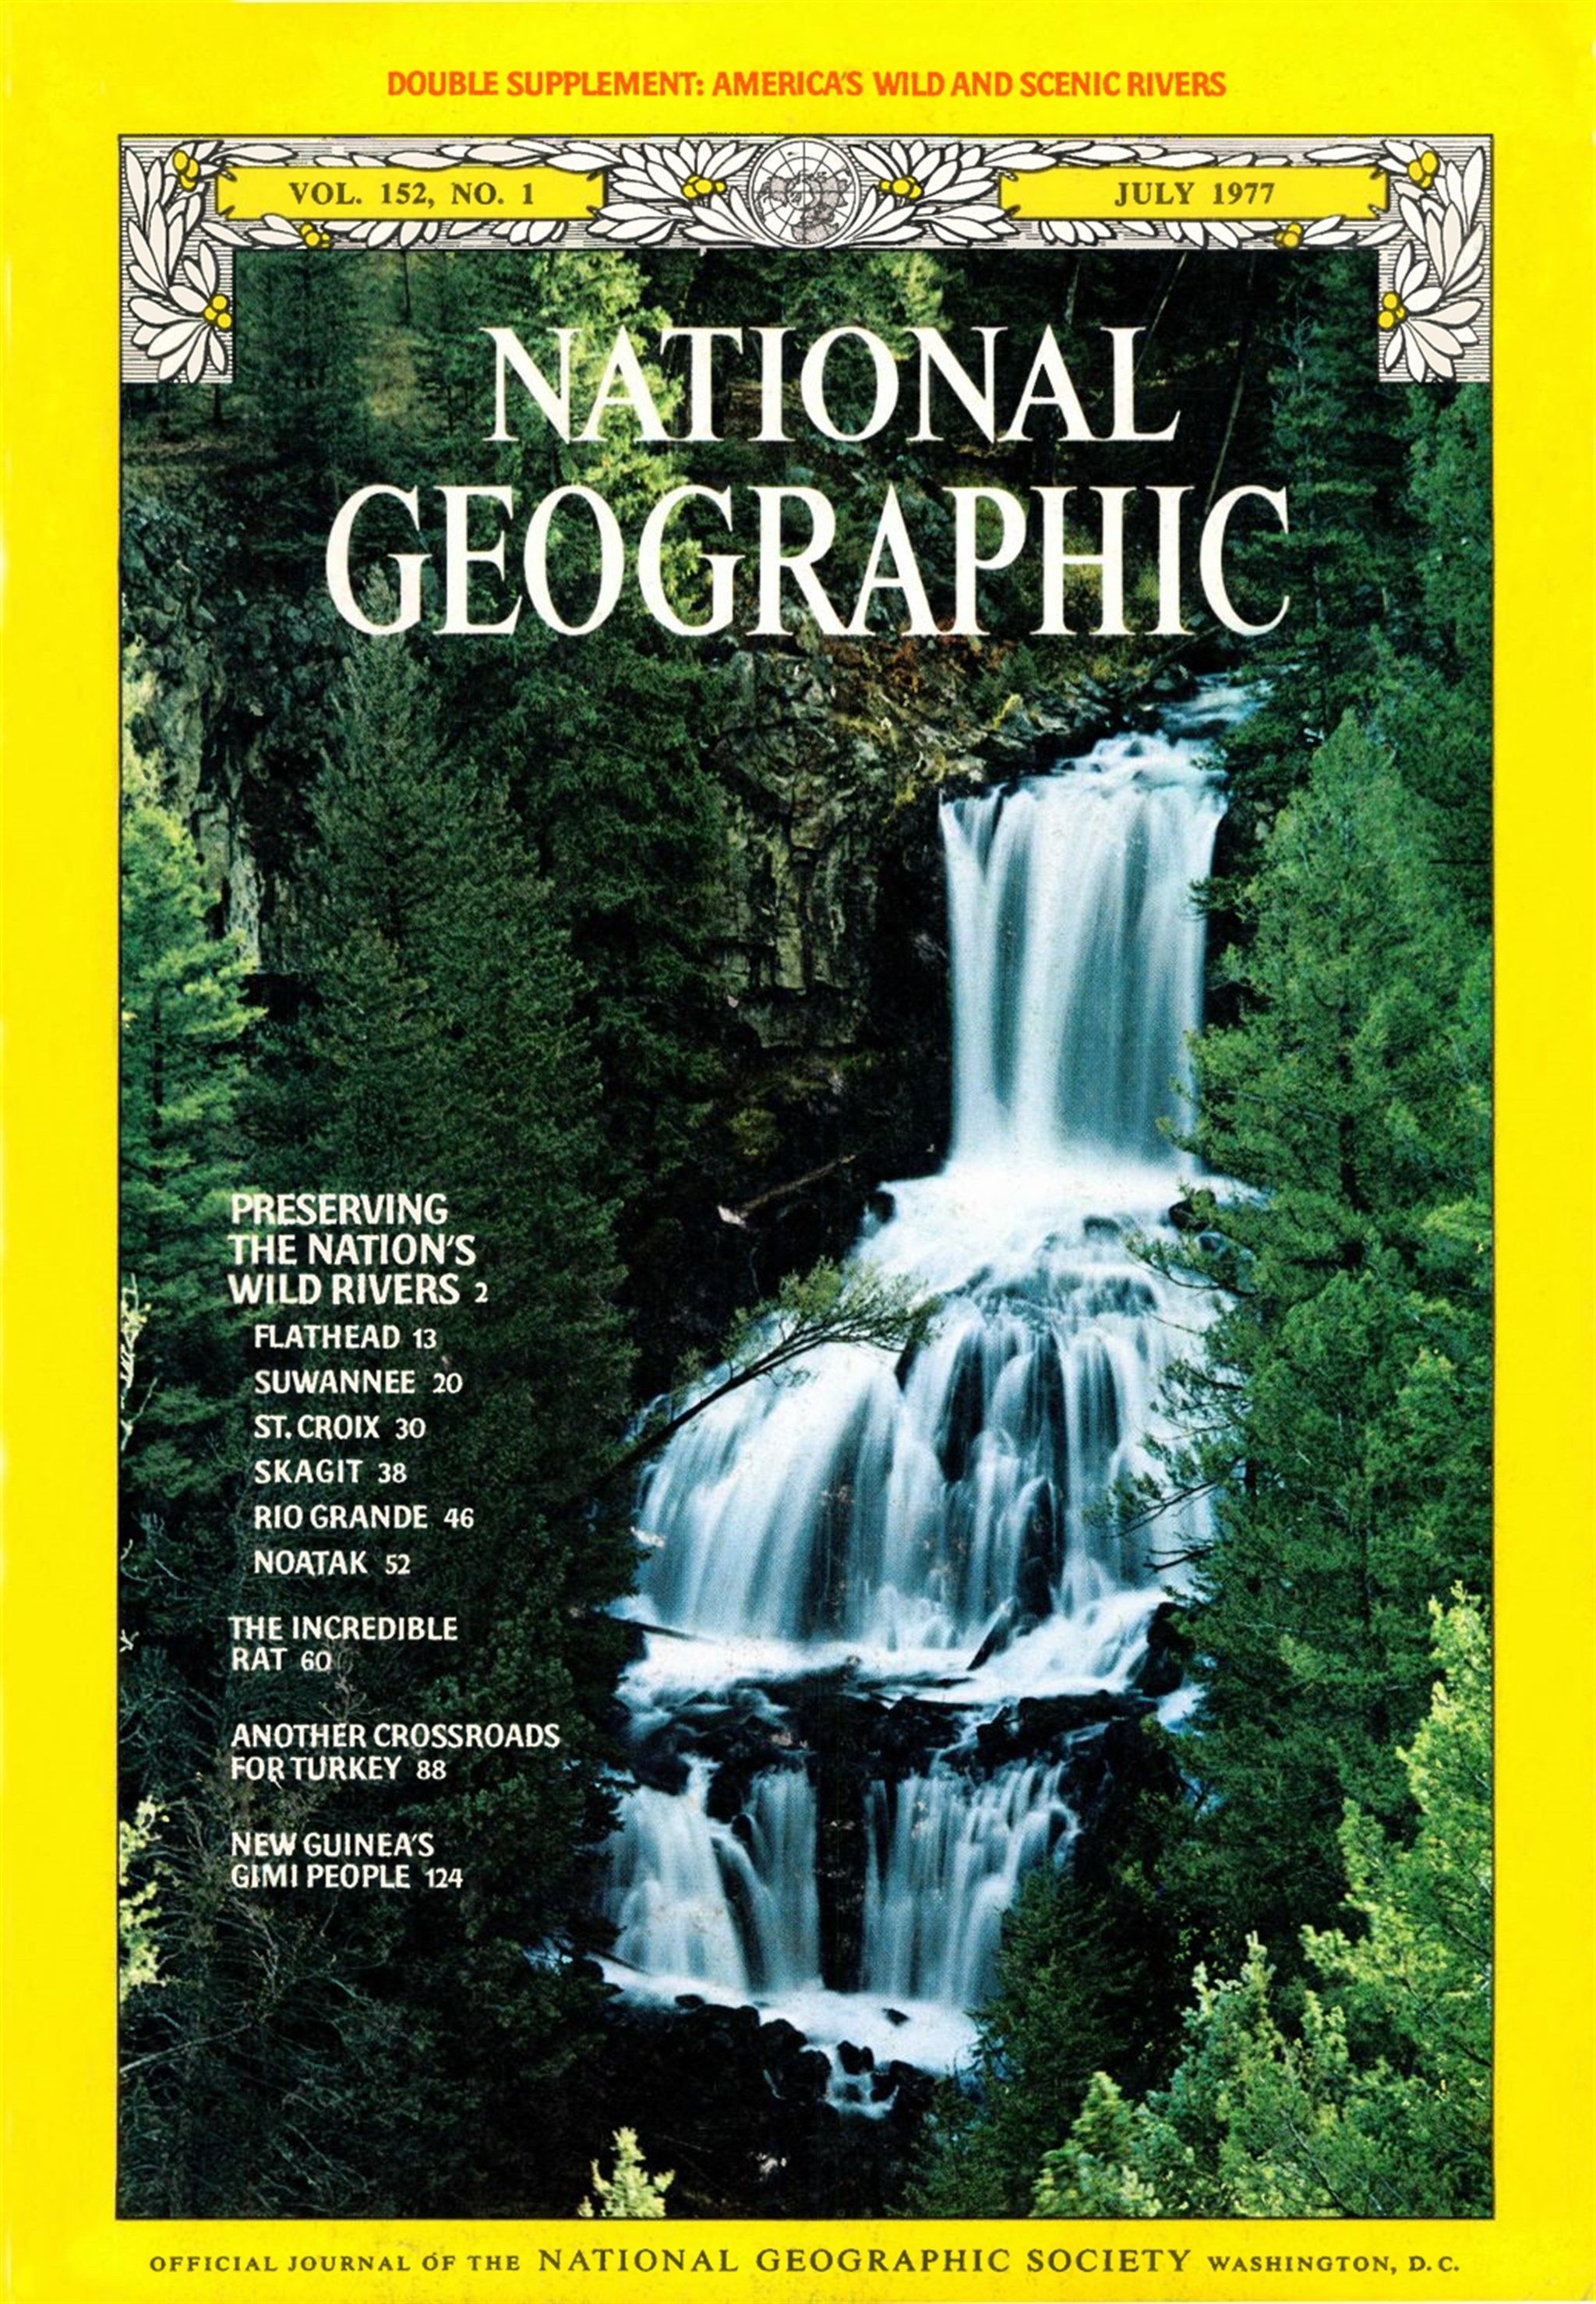 DOUBLE SUPPLEMENT: AMERICA'S WILD AND SCENIC RIVERS
VOL. 152, NO. 1
JULY 1977
NATIONAL
GEOGRAPHIC
PRESERVING
THE NATION'S
WILD RIVERS 2
FLATHEAD 13
SUWANNEE 20
ST. CROIX 30
SKAGIT 38
RIO GRANDE 46
NOATAK 52
THE INCREDIBLE
RAT 60
ANOTHER CROSSROADS
FOR TURKEY 88
NEW GUINEA'S
GIMI PEOPLE 124
OFFICIAL JOURNAL OF THE NATIONAL GEOGRAPHIC SOCIETY WASHINGTON, D. C.